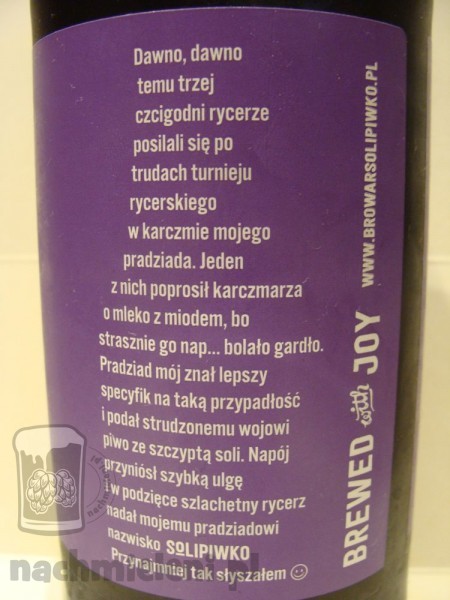 Dawno, dawno
temu trzej
czcigodni rycerze
posilali się po
trudach turnieju
rycerskiego
w karczmie mojego
pradziada. Jeden
z nich poprosił karczmarza
o mleko z miodem, bo
strasznie go nap... bolało gardło.
Pradziad mój znał lepszy
specyfik na taką przypadłość
i podał strudzonemu wojowi
piwo ze szczyptą soli. Napój
przyniósł szybką ulgę
i w podzięce szlachetny rycerz
nadał mojemu pradziadowi
nazwisko SOLIPIWKO
Przynajmniej tak słyszałem ☺
BREWED with JOY
WWW.BROWARSOLIPIWKO.PL
nachmieleni.pl